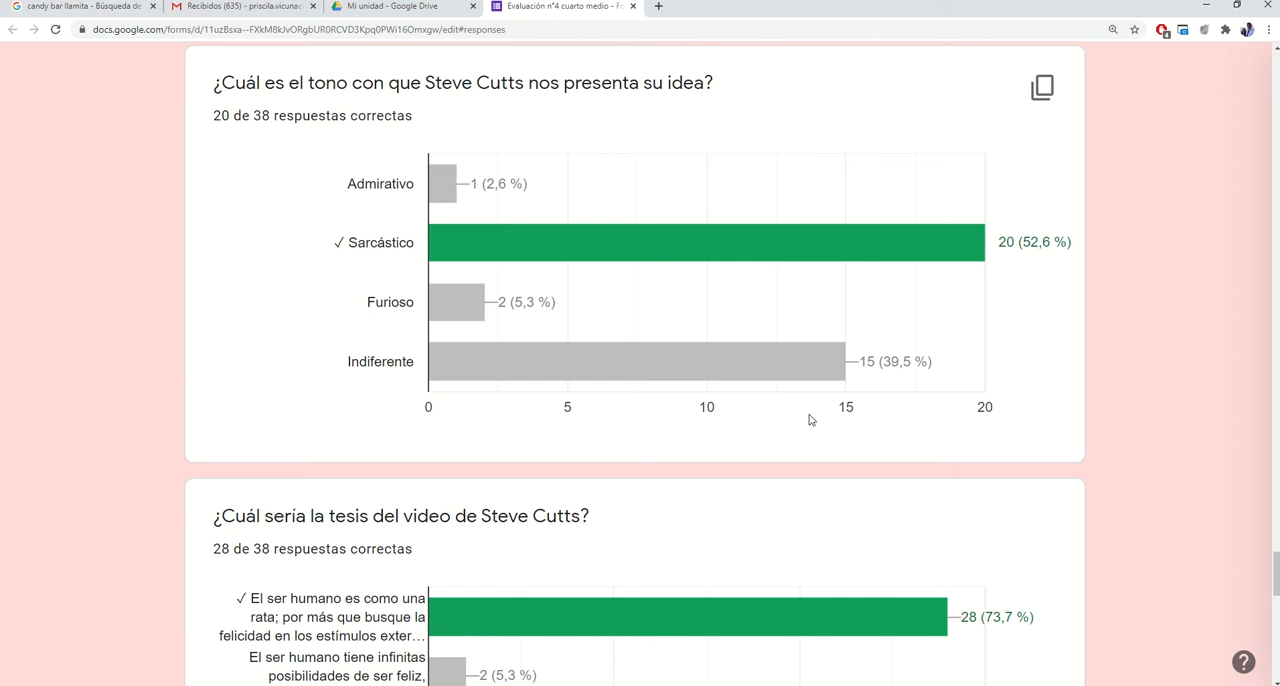 candy bar llamita - Búsqueda de
Recibidos (635) - priscila.vicunac
Mi unidad - Google Drive
Evaluación n°4 cuarto medio - Fo
docs.google.com/forms/d/11uzBsxa--FXkM8kJvORgbUR0RCVD3Kpq0PWi16Omxgw/edit#responses
¿Cuál es el tono con que Steve Cutts nos presenta su idea?
20 de 38 respuestas correctas
Admirativo
1 (2,6 %)
✓ Sarcástico
20 (52,6 %)
Furioso
2 (5,3 %)
Indiferente
15 (39,5 %)
0 5 10 15 20
¿Cuál sería la tesis del video de Steve Cutts?
28 de 38 respuestas correctas
✓ El ser humano es como una
rata; por más que busque la
felicidad en los estímulos exter…
28 (73,7 %)
El ser humano tiene infinitas
posibilidades de ser feliz,
2 (5,3 %)